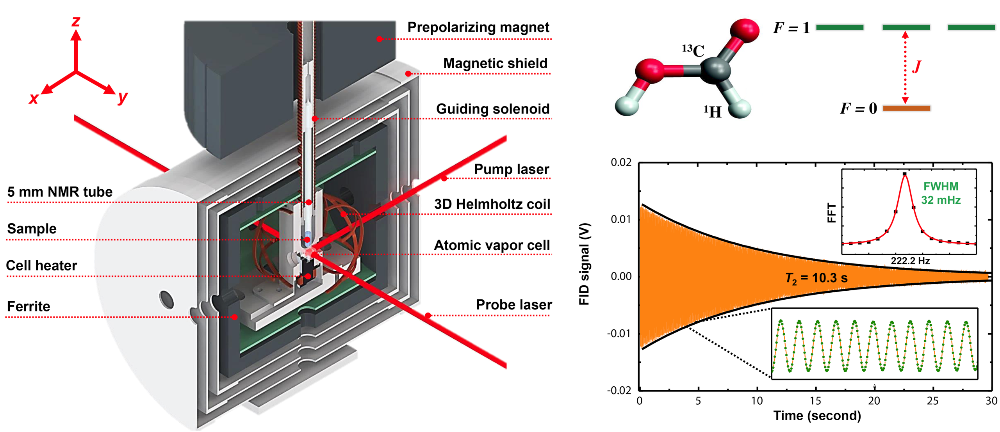 z
x
y
Prepolarizing magnet
Magnetic shield
Guiding solenoid
Pump laser
3D Helmholtz coil
Atomic vapor cell
Probe laser
5 mm NMR tube
Sample
Cell heater
Ferrite
¹³C
¹H
F = 1
J
F = 0
0.02
0.01
0.00
-0.01
-0.02
FID signal (V)
FFT
FWHM
32 mHz
222.2 Hz
T₂ = 10.3 s
A
0 5 10 15 20 25 30
Time (second)